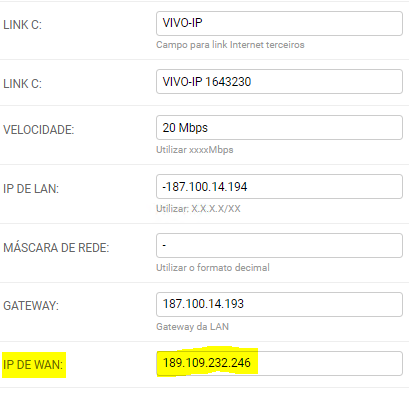 LINK C: VIVO-IP
Campo para link Internet terceiros
LINK C: VIVO-IP 1643230
VELOCIDADE: 20 Mbps
Utilizar xxxxMbps
IP DE LAN: -187.100.14.194
Utilizar: X.X.X.X/XX
MÁSCARA DE REDE: -
Utilizar o formato decimal
GATEWAY: 187.100.14.193
Gateway da LAN
IP DE WAN: 189.109.232.246